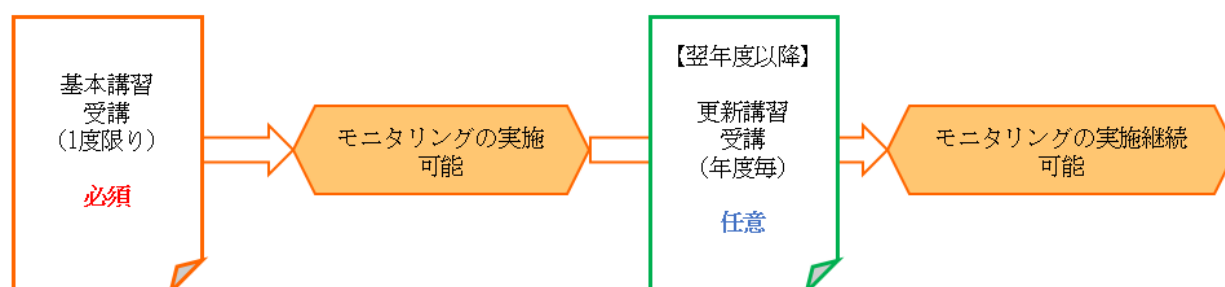 基本講習
受講
(1度限り)
必須
モニタリングの実施
可能
【翌年度以降】
更新講習
受講
(年度毎)
任意
モニタリングの実施継続
可能